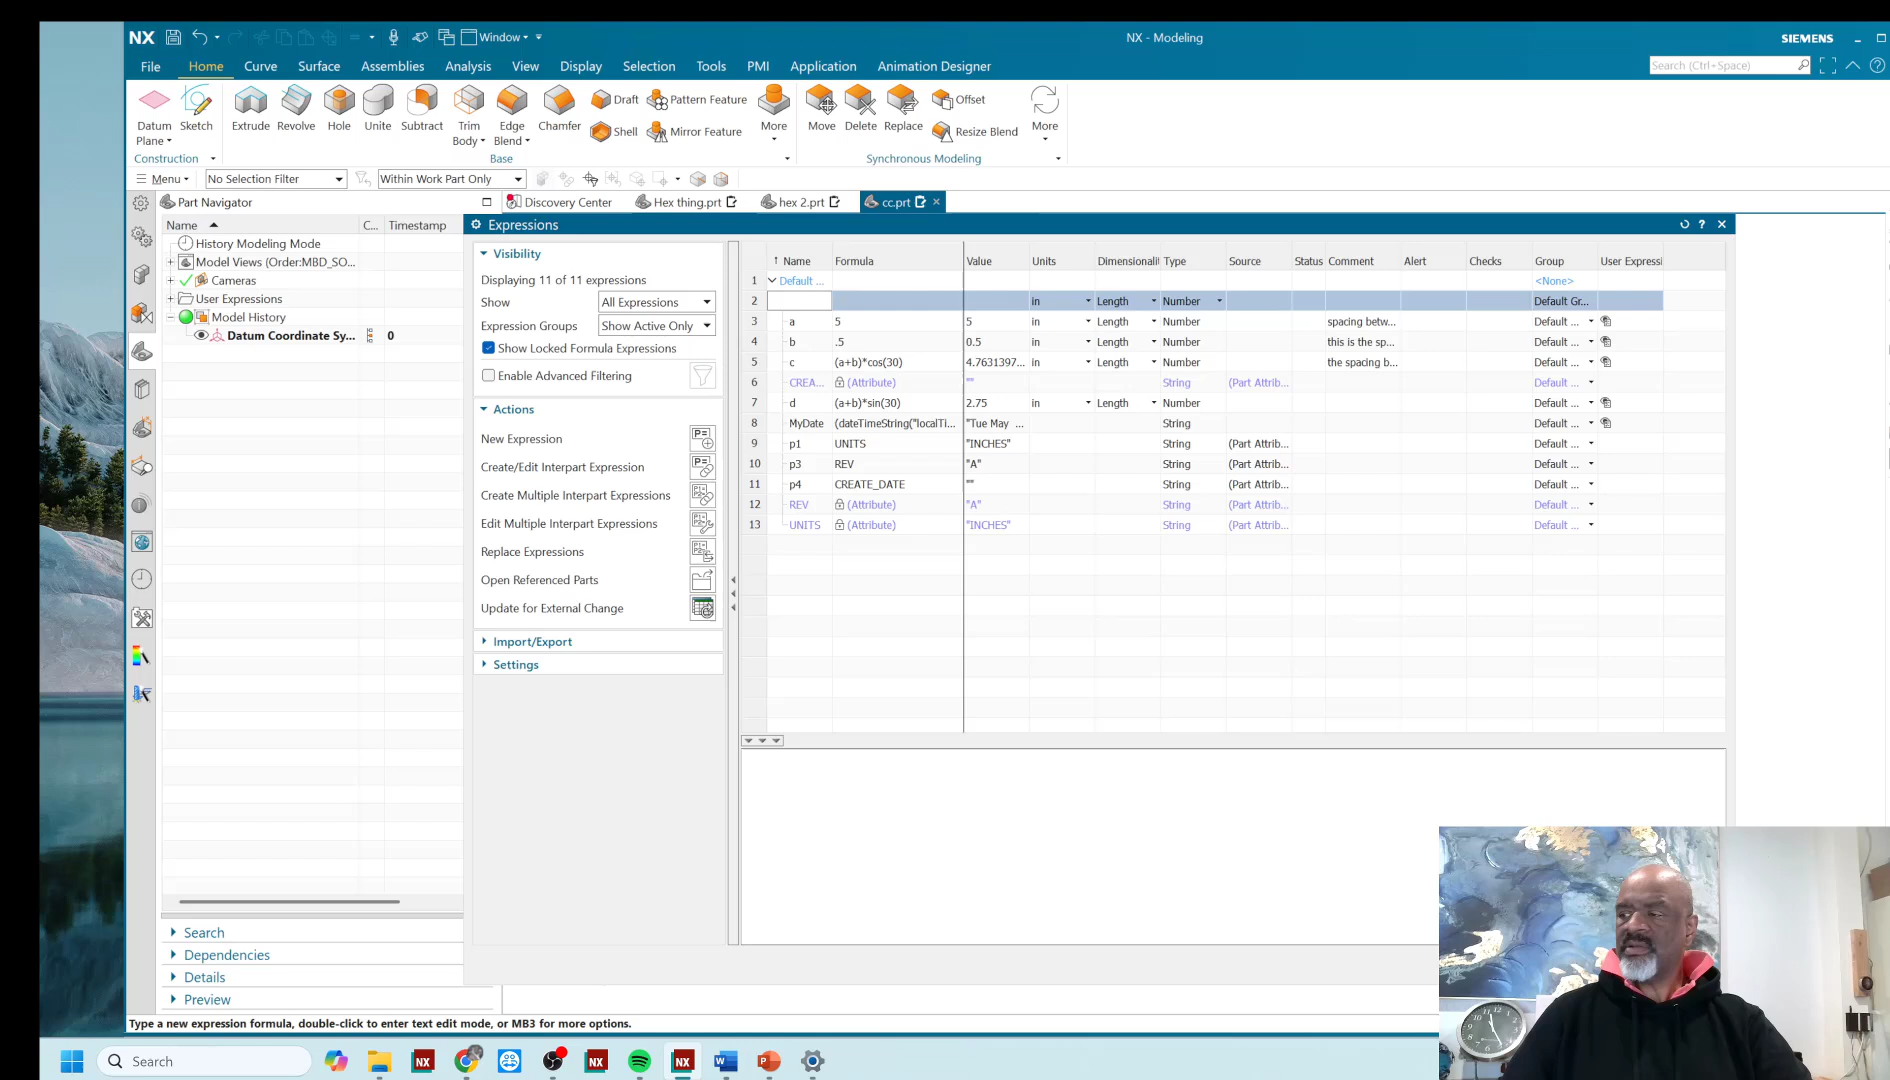 NX Window NX - Modeling SIEMENS
File Home Curve Surface Assemblies Analysis View Display Selection Tools PMI Application Animation Designer Search (Ctrl+Space)
Datum Plane Sketch Extrude Revolve Hole Unite Subtract Trim Body Edge Blend Chamfer Draft Pattern Feature Shell Mirror Feature More Move Delete Replace Offset Resize Blend More
Construction Base Synchronous Modeling
Menu No Selection Filter Within Work Part Only
Part Navigator
Discovery Center Hex thing.prt hex 2.prt cc.prt
Name C... Timestamp
History Modeling Mode
Model Views (Order:MBD_SO...
Cameras
User Expressions
Model History
Datum Coordinate Sy... 0
Search
Dependencies
Details
Preview
Expressions
Visibility
Displaying 11 of 11 expressions
Show All Expressions
Expression Groups Show Active Only
Show Locked Formula Expressions
Enable Advanced Filtering
Actions
New Expression
Create/Edit Interpart Expression
Create Multiple Interpart Expressions
Edit Multiple Interpart Expressions
Replace Expressions
Open Referenced Parts
Update for External Change
Import/Export
Settings
↑ Name Formula Value Units Dimensionali Type Source Status Comment Alert Checks Group User Expressi
1 Default ... <None>
2 in Length Number Default Gr...
3 a 5 5 in Length Number spacing betw... Default ...
4 b .5 0.5 in Length Number this is the sp... Default ...
5 c (a+b)*cos(30) 4.7631397... in Length Number the spacing b... Default ...
6 CREA... (Attribute) "" String (Part Attrib... Default ...
7 d (a+b)*sin(30) 2.75 in Length Number Default ...
8 MyDate (dateTimeString("localTi... "Tue May ... String Default ...
9 p1 UNITS "INCHES" String (Part Attrib... Default ...
10 p3 REV "A" String (Part Attrib... Default ...
11 p4 CREATE_DATE "" String (Part Attrib... Default ...
12 REV (Attribute) "A" String (Part Attrib... Default ...
13 UNITS (Attribute) "INCHES" String (Part Attrib... Default ...
Type a new expression formula, double-click to enter text edit mode, or MB3 for more options.
Search NX NX NX W P